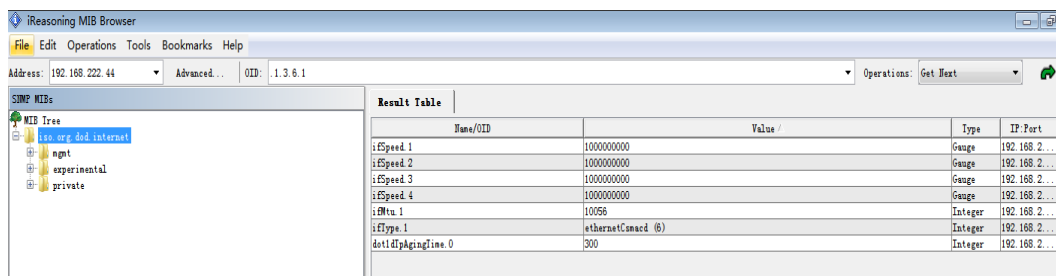 iReasoning MIB Browser
File Edit Operations Tools Bookmarks Help
Address: 192.168.222.44 Advanced... OID: .1.3.6.1 Operations: Get Next
SNMP MIBs
MIB Tree
iso.org.dod.internet
mgmt
experimental
private
Result Table
Name/OID Value Type IP:Port
ifSpeed.1 1000000000 Gauge 192.168.2...
ifSpeed.2 1000000000 Gauge 192.168.2...
ifSpeed.3 1000000000 Gauge 192.168.2...
ifSpeed.4 1000000000 Gauge 192.168.2...
ifMtu.1 10056 Integer 192.168.2...
ifType.1 ethernetCsmacd (6) Integer 192.168.2...
dot1dTpAgingTime.0 300 Integer 192.168.2...